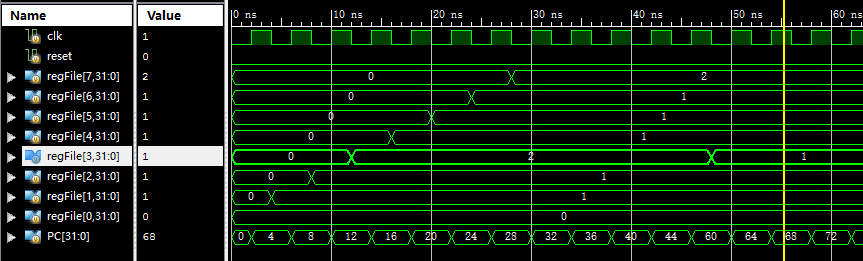 Name Value 0 ns 10 ns 20 ns 30 ns 40 ns 50 ns 60 ns
clk 1
reset 0
regFile[7,31:0] 2 0 2
regFile[6,31:0] 1 0 1
regFile[5,31:0] 1 0 1
regFile[4,31:0] 1 0 1
regFile[3,31:0] 1 0 2 1
regFile[2,31:0] 1 0 1
regFile[1,31:0] 1 0 1
regFile[0,31:0] 0 0
PC[31:0] 68 0 4 8 12 16 20 24 28 32 36 40 44 60 64 68 72